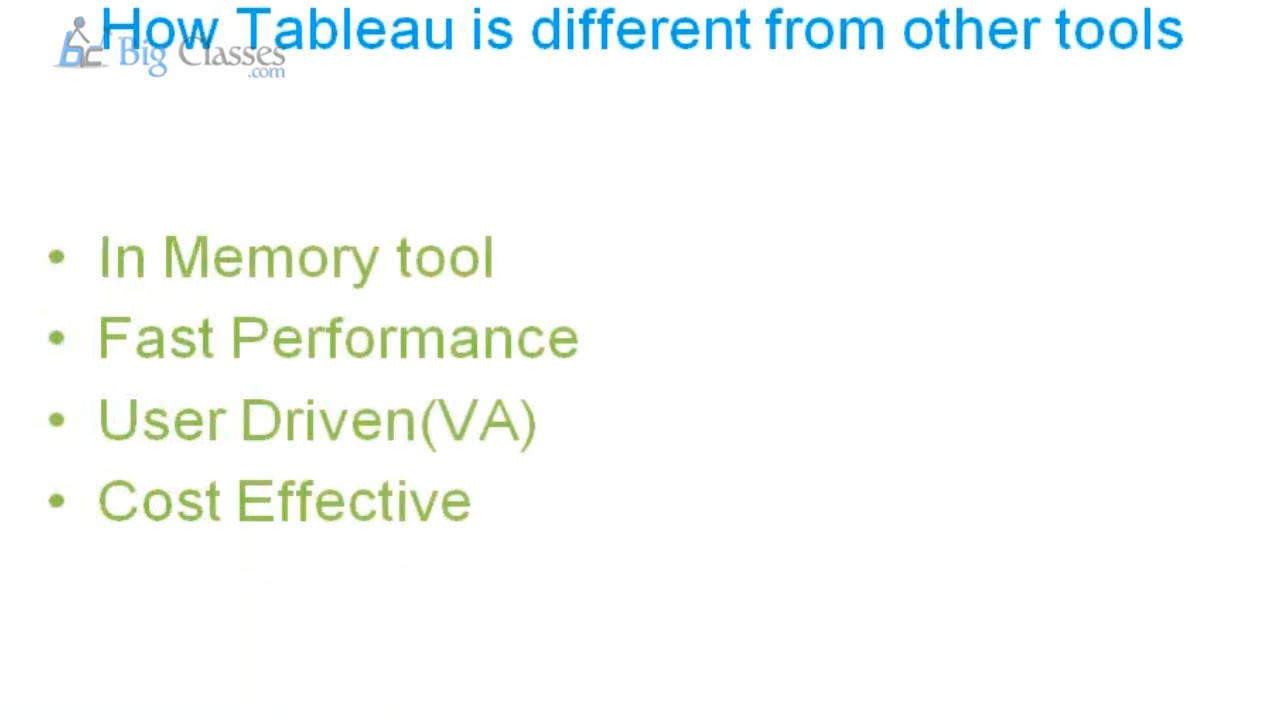 How Tableau is different from other tools
Big Classes
.com
• In Memory tool
• Fast Performance
• User Driven(VA)
• Cost Effective